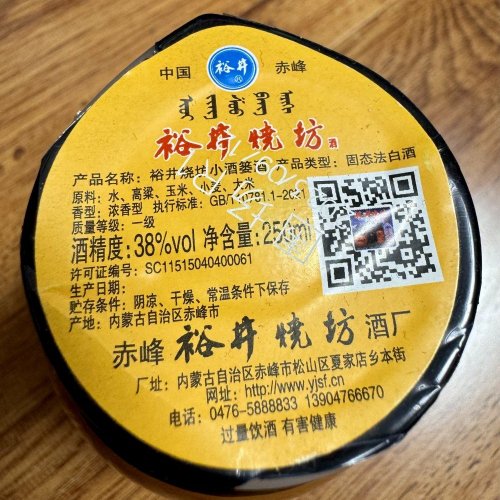 中国 裕井 赤峰
裕井烧坊酒
产品名称: 裕井烧坊小酒篓酒 产品类型: 固态法白酒
原料: 水、高粱、玉米、小麦、大米
香型: 浓香型 执行标准: GB/T10781.1-2021
质量等级: 一级
酒精度: 38%vol 净含量: 250ml
许可证编号: SC11515040400061
生产日期:
贮存条件: 阴凉、干燥、常温条件下保存
产地: 内蒙古自治区赤峰市
赤峰 裕井烧坊 酒厂
厂址: 内蒙古自治区赤峰市松山区夏家店乡本街
网址: http://www.yjsf.cn
电话: 0476-5888833 13904766670
过量饮酒 有害健康